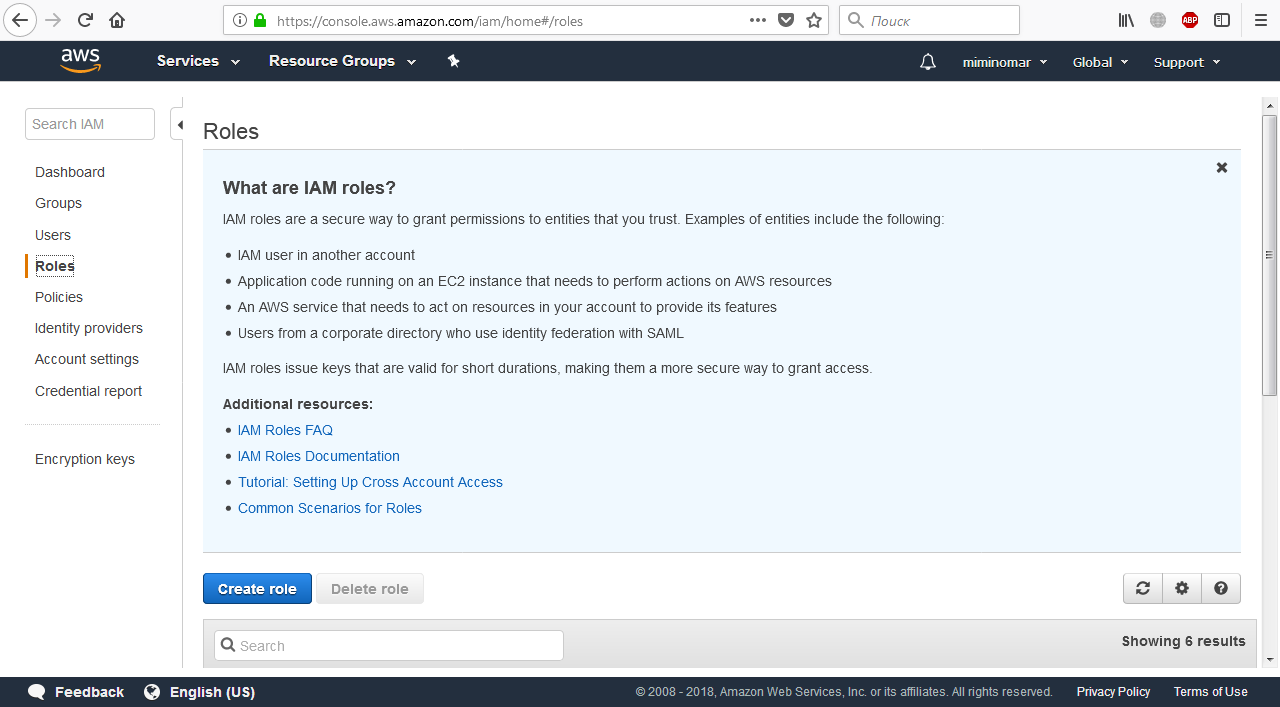 https://console.aws.amazon.com/iam/home#/roles
Поиск
ABP
aws
Services
Resource Groups
miminomar
Global
Support
Search IAM
Dashboard
Groups
Users
Roles
Policies
Identity providers
Account settings
Credential report
Encryption keys
Roles
What are IAM roles?
IAM roles are a secure way to grant permissions to entities that you trust. Examples of entities include the following:
IAM user in another account
Application code running on an EC2 instance that needs to perform actions on AWS resources
An AWS service that needs to act on resources in your account to provide its features
Users from a corporate directory who use identity federation with SAML
IAM roles issue keys that are valid for short durations, making them a more secure way to grant access.
Additional resources:
IAM Roles FAQ
IAM Roles Documentation
Tutorial: Setting Up Cross Account Access
Common Scenarios for Roles
Create role
Delete role
Search
Showing 6 results
Feedback
English (US)
© 2008 - 2018, Amazon Web Services, Inc. or its affiliates. All rights reserved.
Privacy Policy
Terms of Use